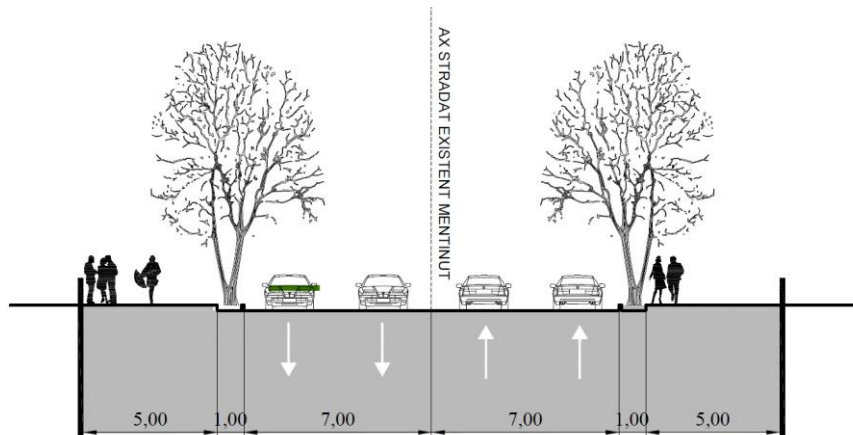 AX STRADAT EXISTENT MENTINUT
5,00 1,00 7,00 7,00 1,00 5,00